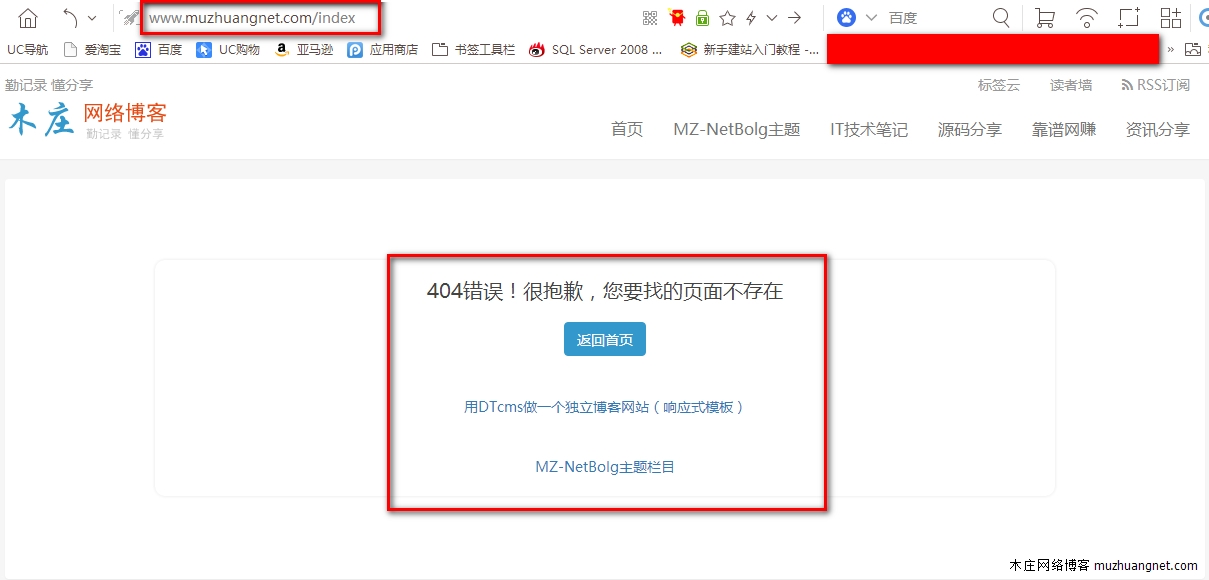 www.muzhuangnet.com/index
百度
UC导航 爱淘宝 百度 UC购物 亚马逊 应用商店 书签工具栏 SQL Server 2008 ... 新手建站入门教程 -... »
勤记录 懂分享
标签云 读者墙 RSS订阅
木庄 网络博客
勤记录 懂分享
首页 MZ-NetBolg主题 IT技术笔记 源码分享 靠谱网赚 资讯分享
404错误！很抱歉，您要找的页面不存在
返回首页
用DTcms做一个独立博客网站（响应式模板）
MZ-NetBolg主题栏目
木庄网络博客 muzhuangnet.com